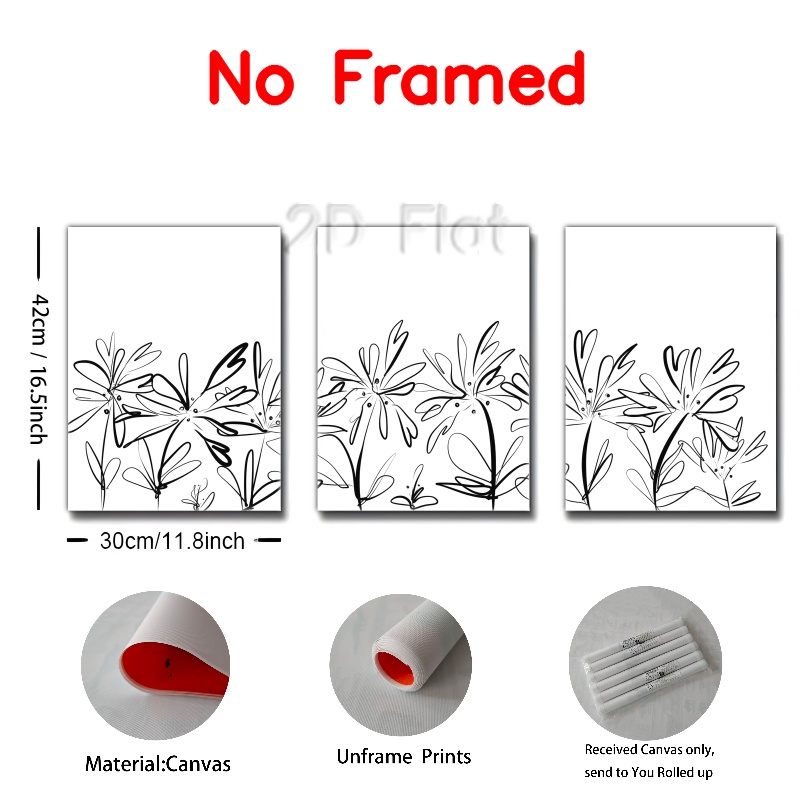 No Framed
2D Flat
42cm / 16.5inch
30cm/11.8inch
Material:Canvas
Unframe Prints
Received Canvas only,
send to You Rolled up